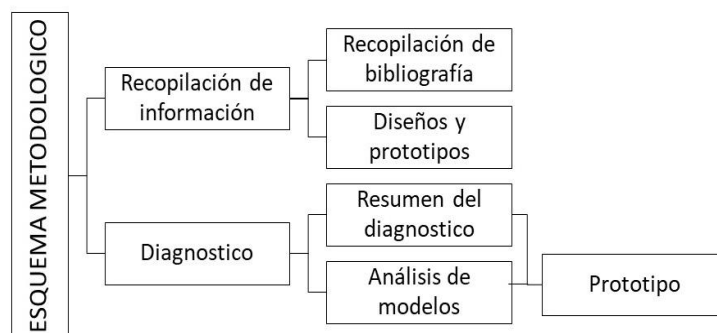 ESQUEMA METODOLOGICO
Recopilación de
información
Recopilación de
bibliografía
Diseños y
prototipos
Diagnostico
Resumen del
diagnostico
Análisis de
modelos
Prototipo